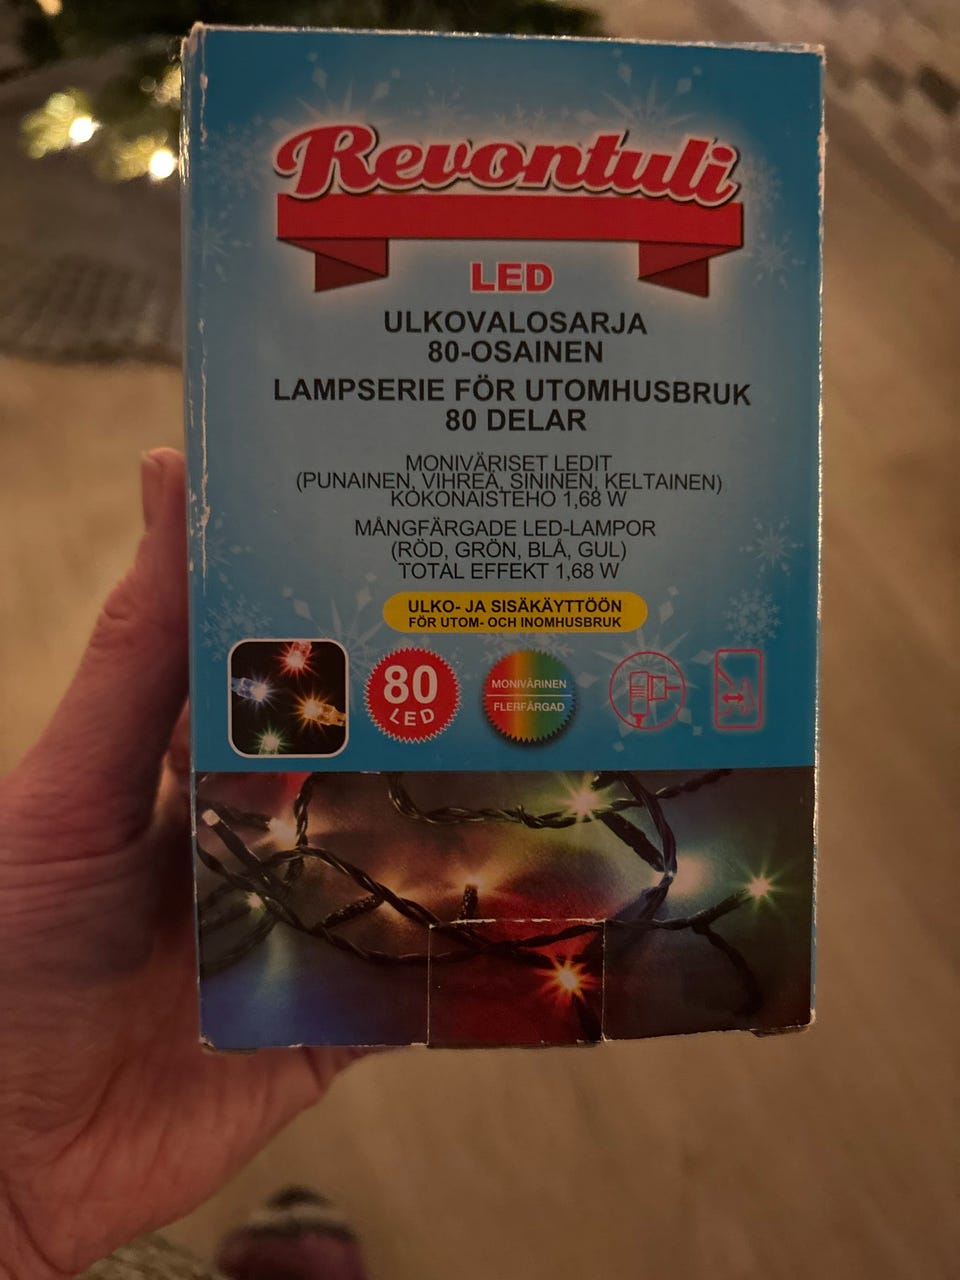 Revontuli
LED
ULKOVALOSARJA
80-OSAINEN
LAMPSERIE FÖR UTOMHUSBRUK
80 DELAR
MONIVÄRISET LEDIT
(PUNAINEN, VIHREÄ, SININEN, KELTAINEN)
KOKONAISTEHO 1,68 W
MÅNGFÄRGADE LED-LAMPOR
(RÖD, GRÖN, BLÅ, GUL)
TOTAL EFFEKT 1,68 W
ULKO- JA SISÄKÄYTTÖÖN
FÖR UTOM- OCH INOMHUSBRUK
80
LED
MONIVÄRINEN
FLERFÄRGAD